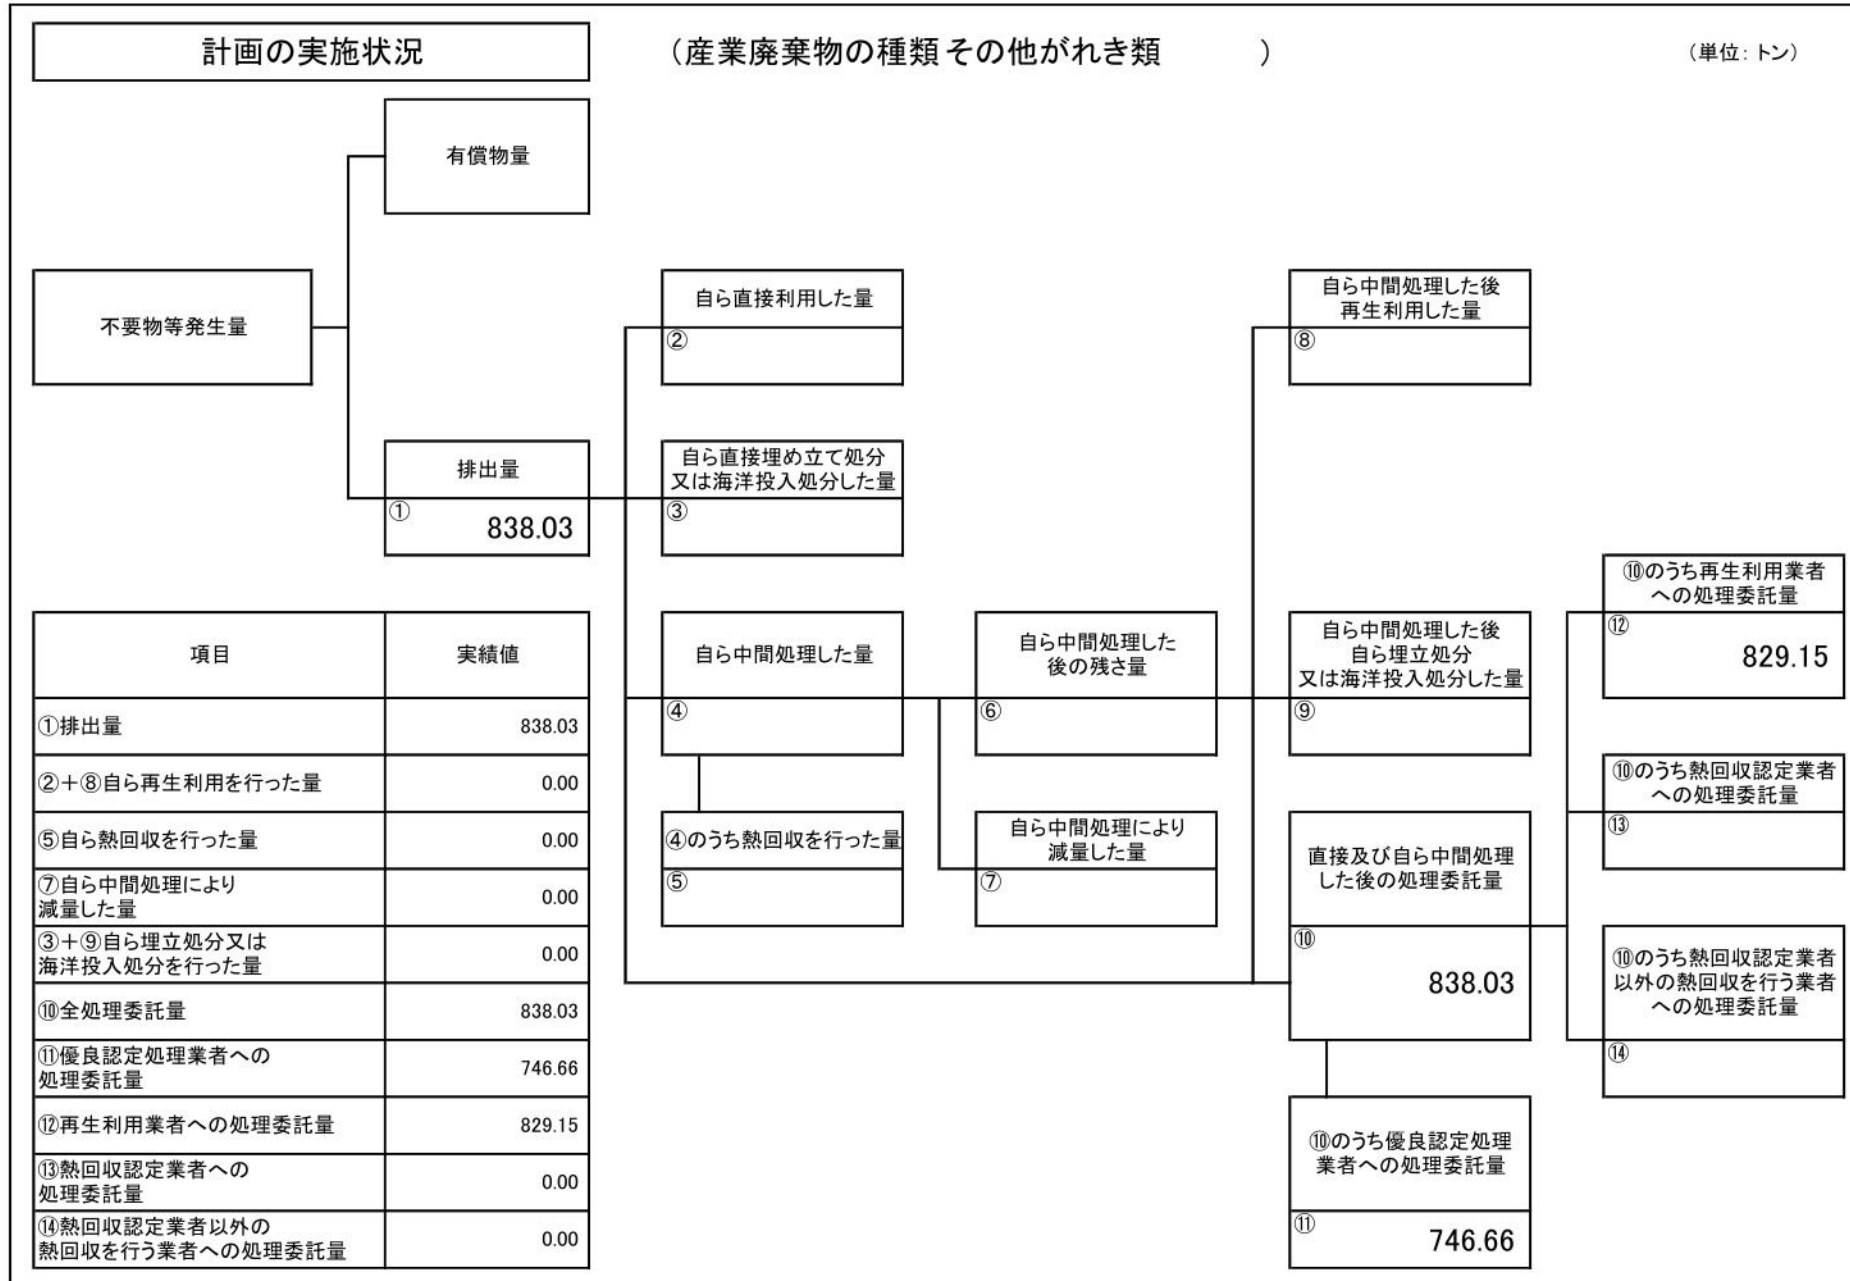 計画の実施状況
（産業廃棄物の種類 その他がれき類　　　）
（単位：トン）
有償物量
不要物等発生量
自ら直接利用した量
②
自ら中間処理した後
再生利用した量
⑧
排出量
①
838.03
自ら直接埋め立て処分
又は海洋投入処分した量
③
⑩のうち再生利用業者
への処理委託量
⑫
829.15
自ら中間処理した量
④
自ら中間処理した
後の残さ量
⑥
自ら中間処理した後
自ら埋立処分
又は海洋投入処分した量
⑨
⑩のうち熱回収認定業者
への処理委託量
⑬
④のうち熱回収を行った量
⑤
自ら中間処理により
減量した量
⑦
直接及び自ら中間処理
した後の処理委託量
⑩
838.03
⑩のうち熱回収認定業者
以外の熱回収を行う業者
への処理委託量
⑭
⑩のうち優良認定処理
業者への処理委託量
⑪
746.66
項目 実績値
①排出量 838.03
②＋⑧自ら再生利用を行った量 0.00
⑤自ら熱回収を行った量 0.00
⑦自ら中間処理により
減量した量 0.00
③＋⑨自ら埋立処分又は
海洋投入処分を行った量 0.00
⑩全処理委託量 838.03
⑪優良認定処理業者への
処理委託量 746.66
⑫再生利用業者への処理委託量 829.15
⑬熱回収認定業者への
処理委託量 0.00
⑭熱回収認定業者以外の
熱回収を行う業者への処理委託量 0.00